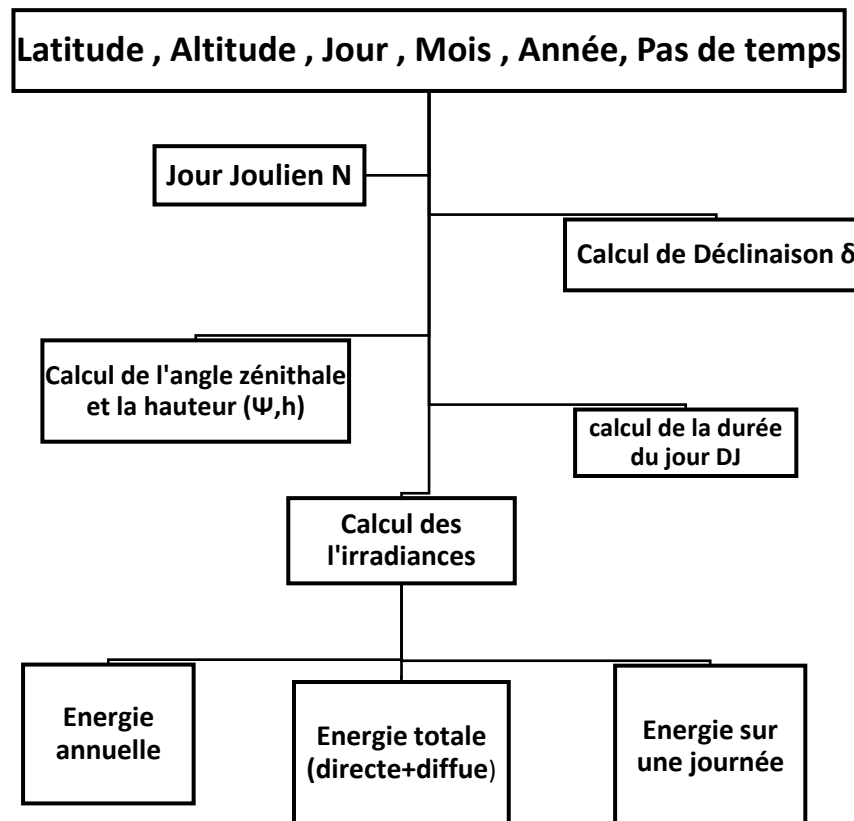 Latitude , Altitude , Jour , Mois , Année, Pas de temps
Jour Joulien N
Calcul de Déclinaison δ
Calcul de l'angle zénithale
et la hauteur (Ψ,h)
calcul de la durée
du jour DJ
Calcul des
l'irradiances
Energie
annuelle
Energie totale
(directe+diffue)
Energie sur
une journée